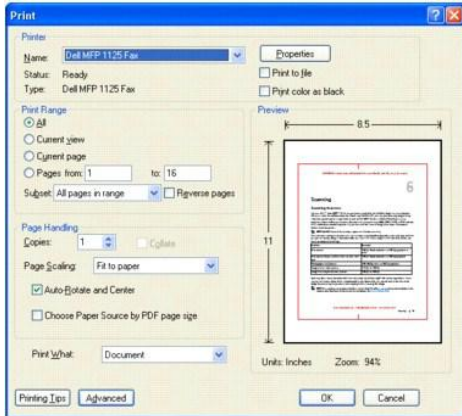 Print
Printer
Name: Dell MFP 1125 Fax
Properties
Status: Ready
Print to file
Type: Dell MFP 1125 Fax
Print color as black
Print Range
All
Current view
Current page
Pages from: 1 to: 16
Subset: All pages in range
Reverse pages
Page Handling
Copies: 1
Collate
Page Scaling: Fit to paper
Auto-Rotate and Center
Choose Paper Source by PDF page size
Print What: Document
Preview
8.5
11
6
Scanning
Units: Inches Zoom: 94%
Printing Tips
Advanced
OK
Cancel